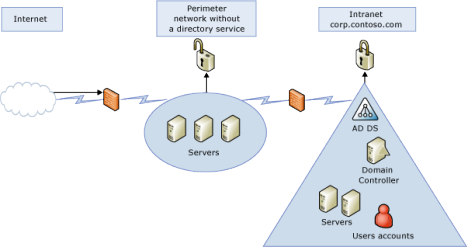 Internet
Perimeter
network without
a directory service
Intranet
corp.contoso.com
Servers
AD DS
Domain
Controller
Servers
Users accounts